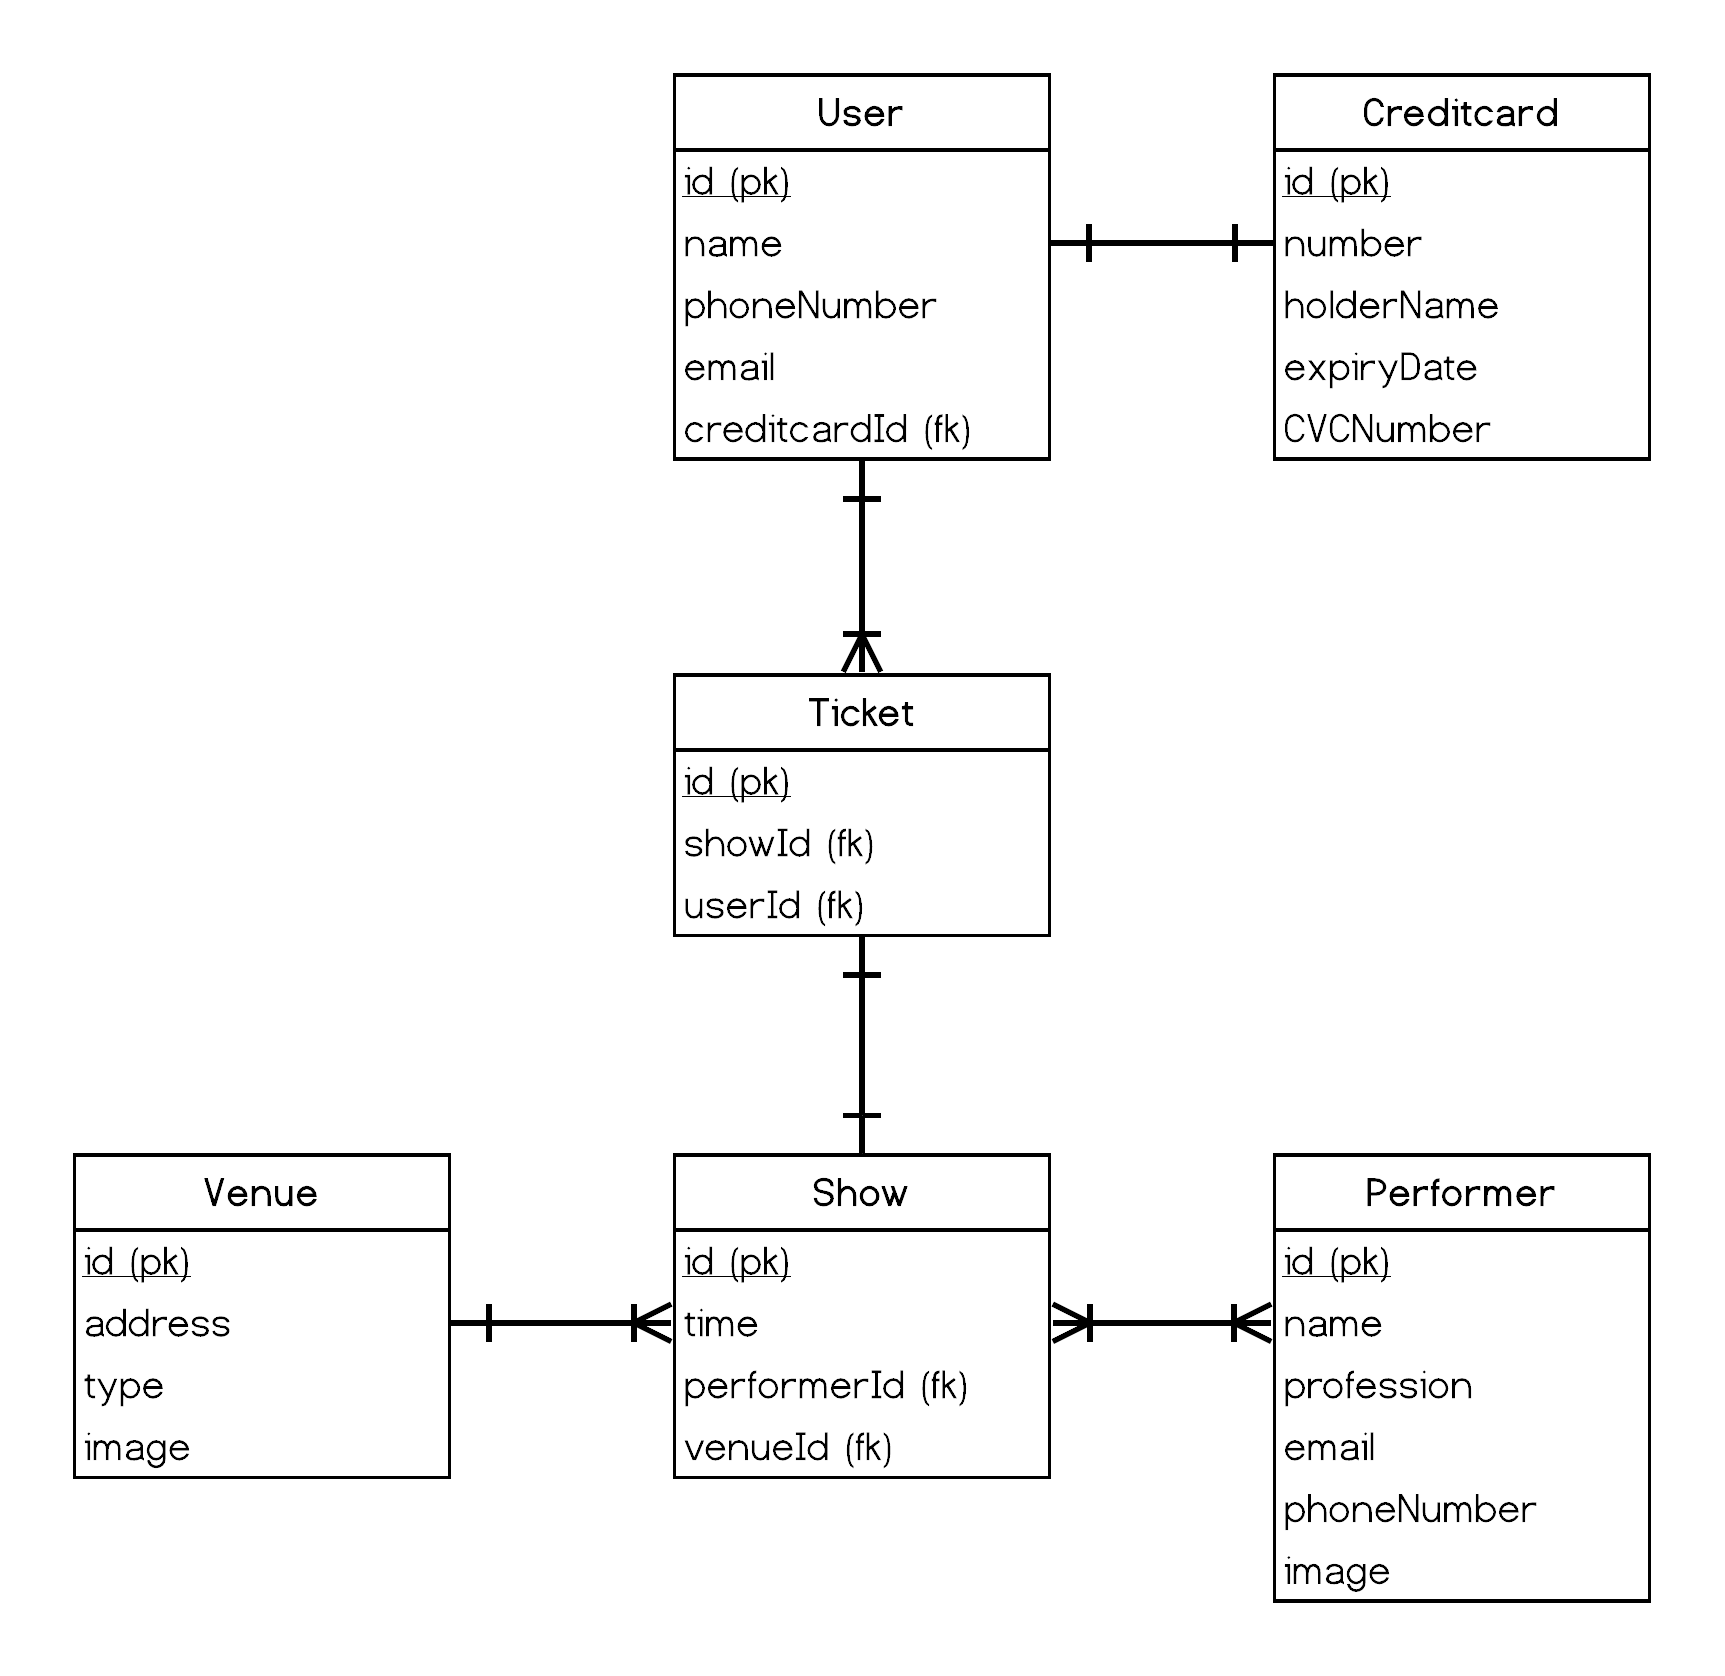 User
id (pk)
name
phoneNumber
email
creditcardId (fk)
Creditcard
id (pk)
number
holderName
expiryDate
CVCNumber
Ticket
id (pk)
showId (fk)
userId (fk)
Venue
id (pk)
address
type
image
Show
id (pk)
time
performerId (fk)
venueId (fk)
Performer
id (pk)
name
profession
email
phoneNumber
image